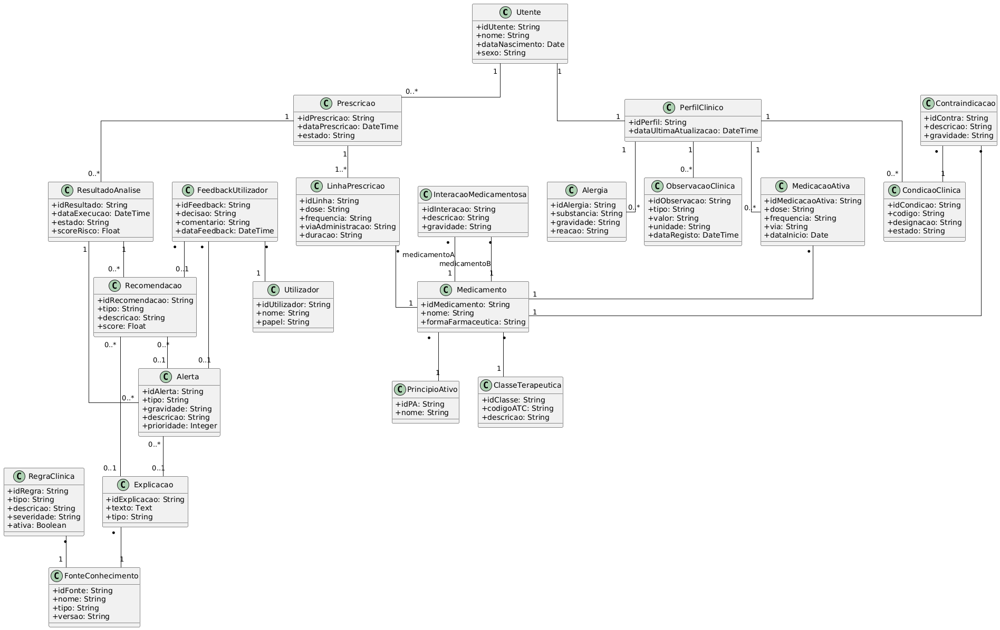 C Utente
+idUtente: String
+nome: String
+dataNascimento: Date
+sexo: String
1
1
0..*
C Prescricao
+idPrescricao: String
+dataPrescricao: DateTime
+estado: String
1
1
1
C PerfilClinico
+idPerfil: String
+dataUltimaAtualizacao: DateTime
1
C Contraindicacao
+idContra: String
+descricao: String
+gravidade: String
1
1..*
1
1
0..*
1
•
•
0..*
0..*
0..*
0..*
1
C ResultadoAnalise
+idResultado: String
+dataExecucao: DateTime
+estado: String
+scoreRisco: Float
C FeedbackUtilizador
+idFeedback: String
+decisao: String
+comentario: String
+dataFeedback: DateTime
C LinhaPrescricao
+idLinha: String
+dose: String
+frequencia: String
+viaAdministracao: String
+duracao: String
C InteracaoMedicamentosa
+idInteracao: String
+descricao: String
+gravidade: String
C Alergia
+idAlergia: String
+substancia: String
+gravidade: String
+reacao: String
C ObservacaoClinica
+idObservacao: String
+tipo: String
+valor: String
+unidade: String
+dataRegisto: DateTime
C MedicacaoAtiva
+idMedicacaoAtiva: String
+dose: String
+frequencia: String
+via: String
+dataInicio: Date
C CondicaoClinica
+idCondicao: String
+codigo: String
+designacao: String
+estado: String
1
1
•
•
•
•
•
•
•
medicamentoA
medicamentoB
0..*
0..1
1
1
1
C Recomendacao
+idRecomendacao: String
+tipo: String
+descricao: String
+score: Float
C Utilizador
+idUtilizador: String
+nome: String
+papel: String
1
C Medicamento
+idMedicamento: String
+nome: String
+formaFarmaceutica: String
1
1
0..*
0..*
•
•
0..1
0..1
1
1
C Alerta
+idAlerta: String
+tipo: String
+gravidade: String
+descricao: String
+prioridade: Integer
0..*
C PrincipioAtivo
+idPA: String
+nome: String
C ClasseTerapeutica
+idClasse: String
+codigoATC: String
+descricao: String
0..*
0..1
0..1
C RegraClinica
+idRegra: String
+tipo: String
+descricao: String
+severidade: String
+ativa: Boolean
C Explicacao
+idExplicacao: String
+texto: Text
+tipo: String
•
•
1
1
C FonteConhecimento
+idFonte: String
+nome: String
+tipo: String
+versao: String